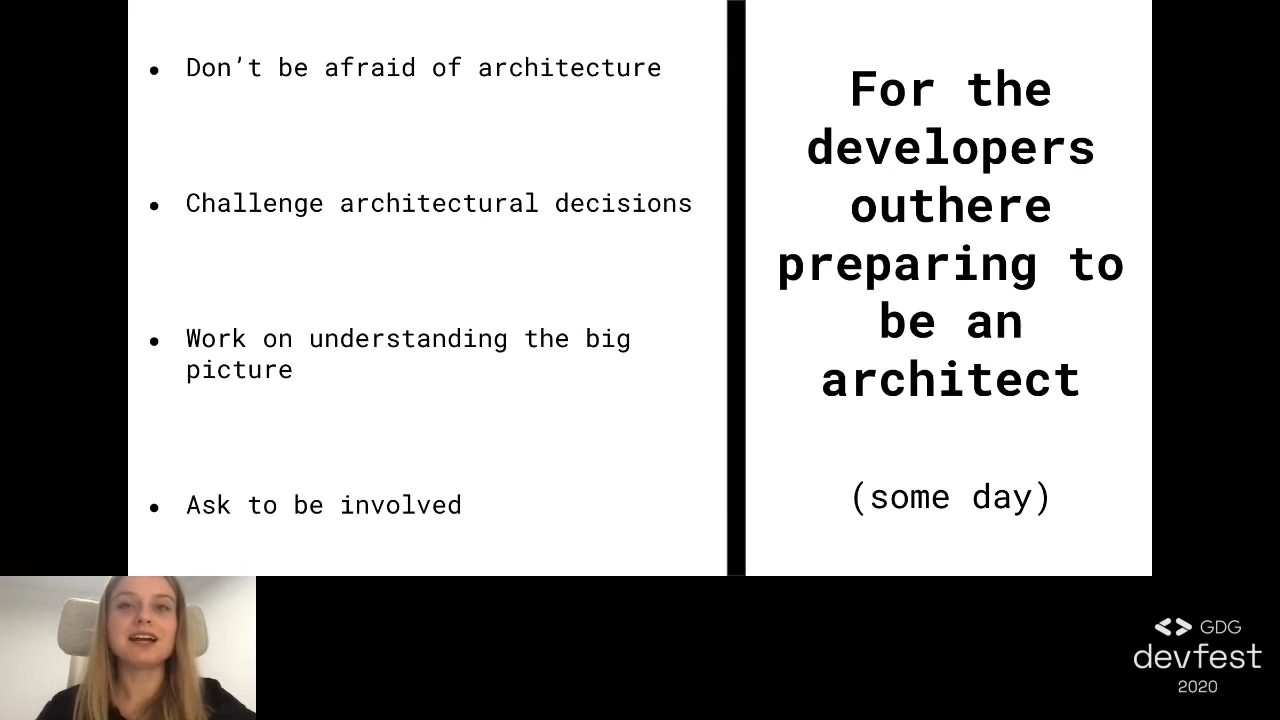 Don’t be afraid of architecture
Challenge architectural decisions
Work on understanding the big
picture
Ask to be involved
For the
developers
outhere
preparing to
be an
architect
(some day)
GDG
devfest
2020